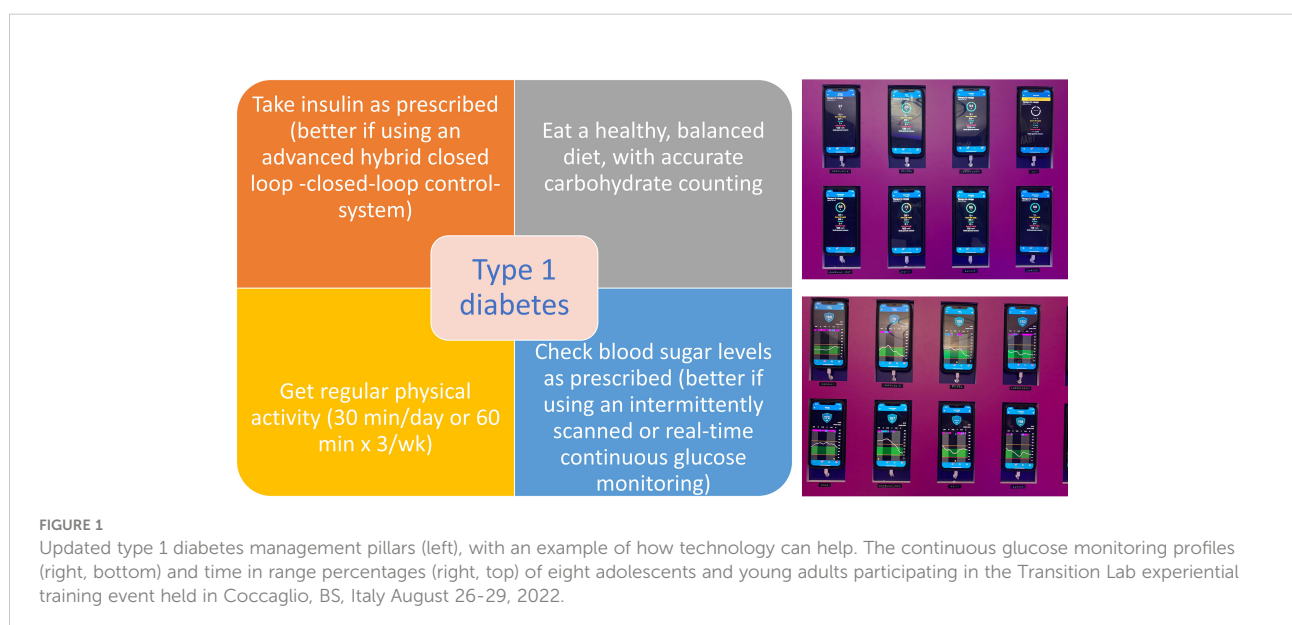 Take insulin as prescribed
(better if using an
advanced hybrid closed
loop -closed-loop control-
system)
Eat a healthy, balanced
diet, with accurate
carbohydrate counting
Type 1
diabetes
Get regular physical
activity (30 min/day or 60
min x 3/wk)
Check blood sugar levels
as prescribed (better if
using an intermittently
scanned or real-time
continuous glucose
monitoring)
FIGURE 1
Updated type 1 diabetes management pillars (left), with an example of how technology can help. The continuous glucose monitoring profiles
(right, bottom) and time in range percentages (right, top) of eight adolescents and young adults participating in the Transition Lab experiential
training event held in Coccaglio, BS, Italy August 26-29, 2022.